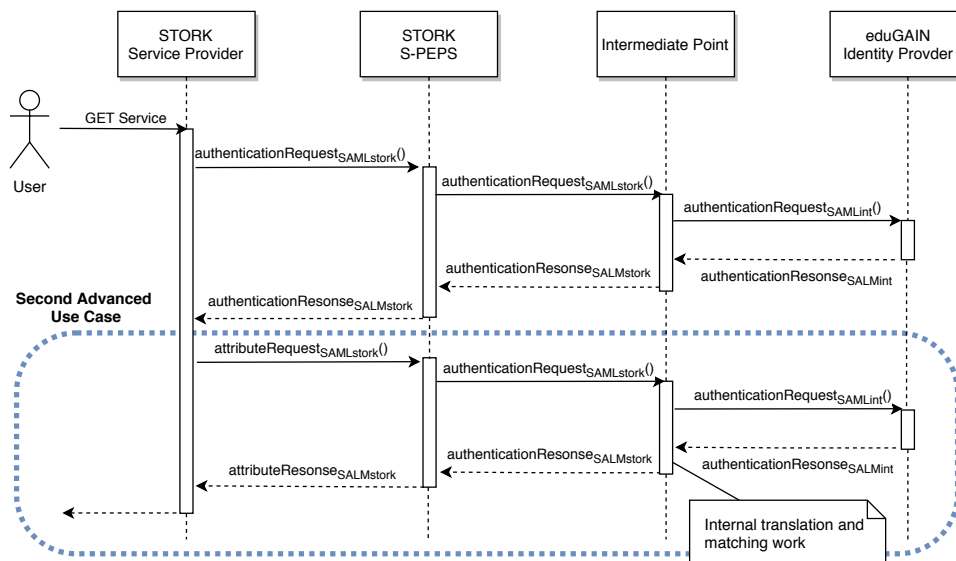 STORK
Service Provider
STORK
S-PEPS
Intermediate Point
eduGAIN
Identity Provder
GET Service
User
authenticationRequestSAMLstork()
authenticationRequestSAMLstork()
authenticationRequestSAMLint()
authenticationResonseSALMstork
authenticationResonseSALMint
authenticationResonseSALMstork
Second Advanced
Use Case
attributeRequestSAMLstork()
authenticationRequestSAMLstork()
authenticationRequestSAMLint()
authenticationResonseSALMstork
authenticationResonseSALMint
attributeResonseSALMstork
Internal translation and
matching work